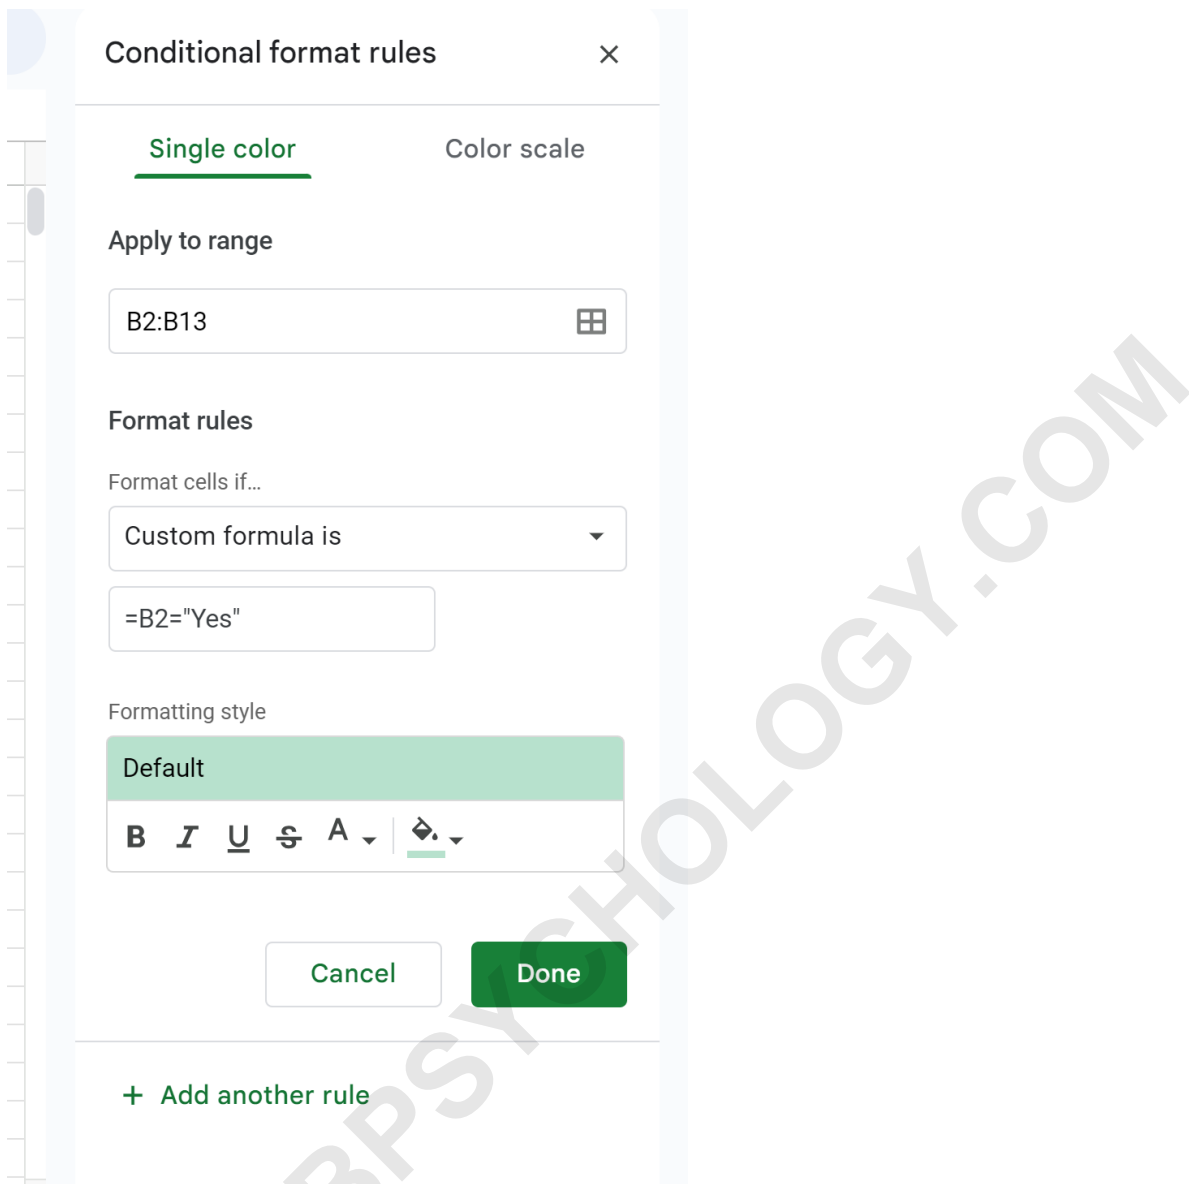 Conditional format rules
Single color Color scale
Apply to range
B2:B13
Format rules
Format cells if…
Custom formula is
=B2="Yes"
Formatting style
Default
B I U S A
Cancel Done
+ Add another rule
BPSYCHOLOGY.COM